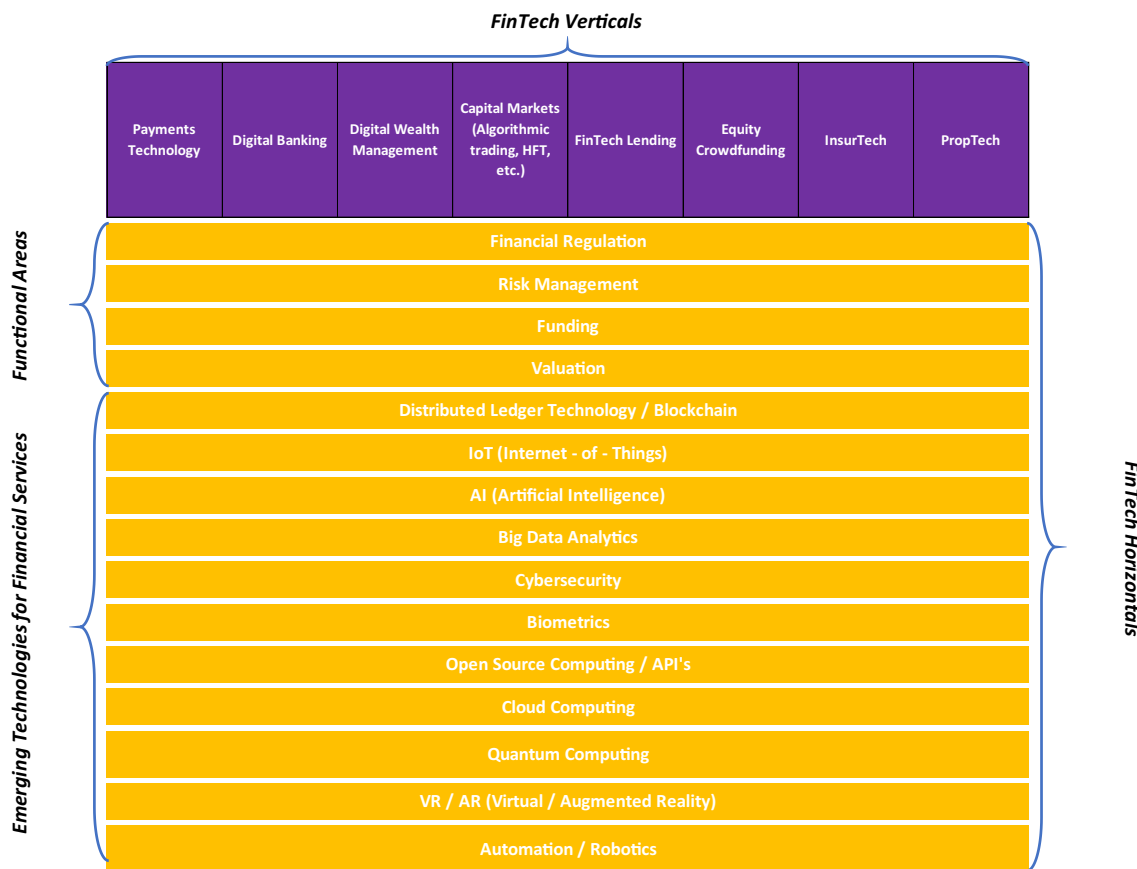 FinTech Verticals
Payments
Technology
Digital Banking
Digital Wealth
Management
Capital Markets
(Algorithmic
trading, HFT,
etc.)
FinTech Lending
Equity
Crowdfunding
InsurTech
PropTech
Functional Areas
Financial Regulation
Risk Management
Funding
Valuation
Emerging Technologies for Financial Services
Distributed Ledger Technology / Blockchain
IoT (Internet - of - Things)
AI (Artificial Intelligence)
Big Data Analytics
Cybersecurity
Biometrics
Open Source Computing / API's
Cloud Computing
Quantum Computing
VR / AR (Virtual / Augmented Reality)
Automation / Robotics
FinTech Horizontals